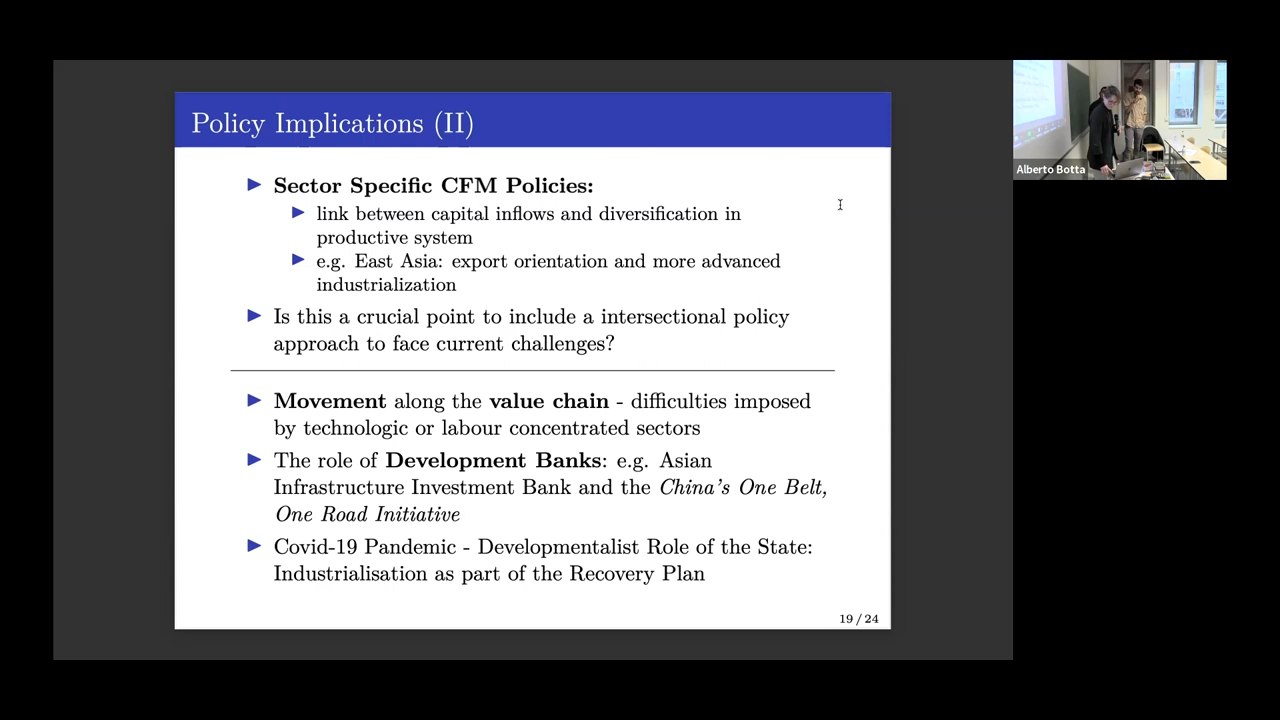 Policy Implications (II)
Sector Specific CFM Policies:
link between capital inflows and diversification in
productive system
e.g. East Asia: export orientation and more advanced
industrialization
Is this a crucial point to include a intersectional policy
approach to face current challenges?
Movement along the value chain - difficulties imposed
by technologic or labour concentrated sectors
The role of Development Banks: e.g. Asian
Infrastructure Investment Bank and the China's One Belt,
One Road Initiative
Covid-19 Pandemic - Developmentalist Role of the State:
Industrialisation as part of the Recovery Plan
19 / 24
Alberto Botta